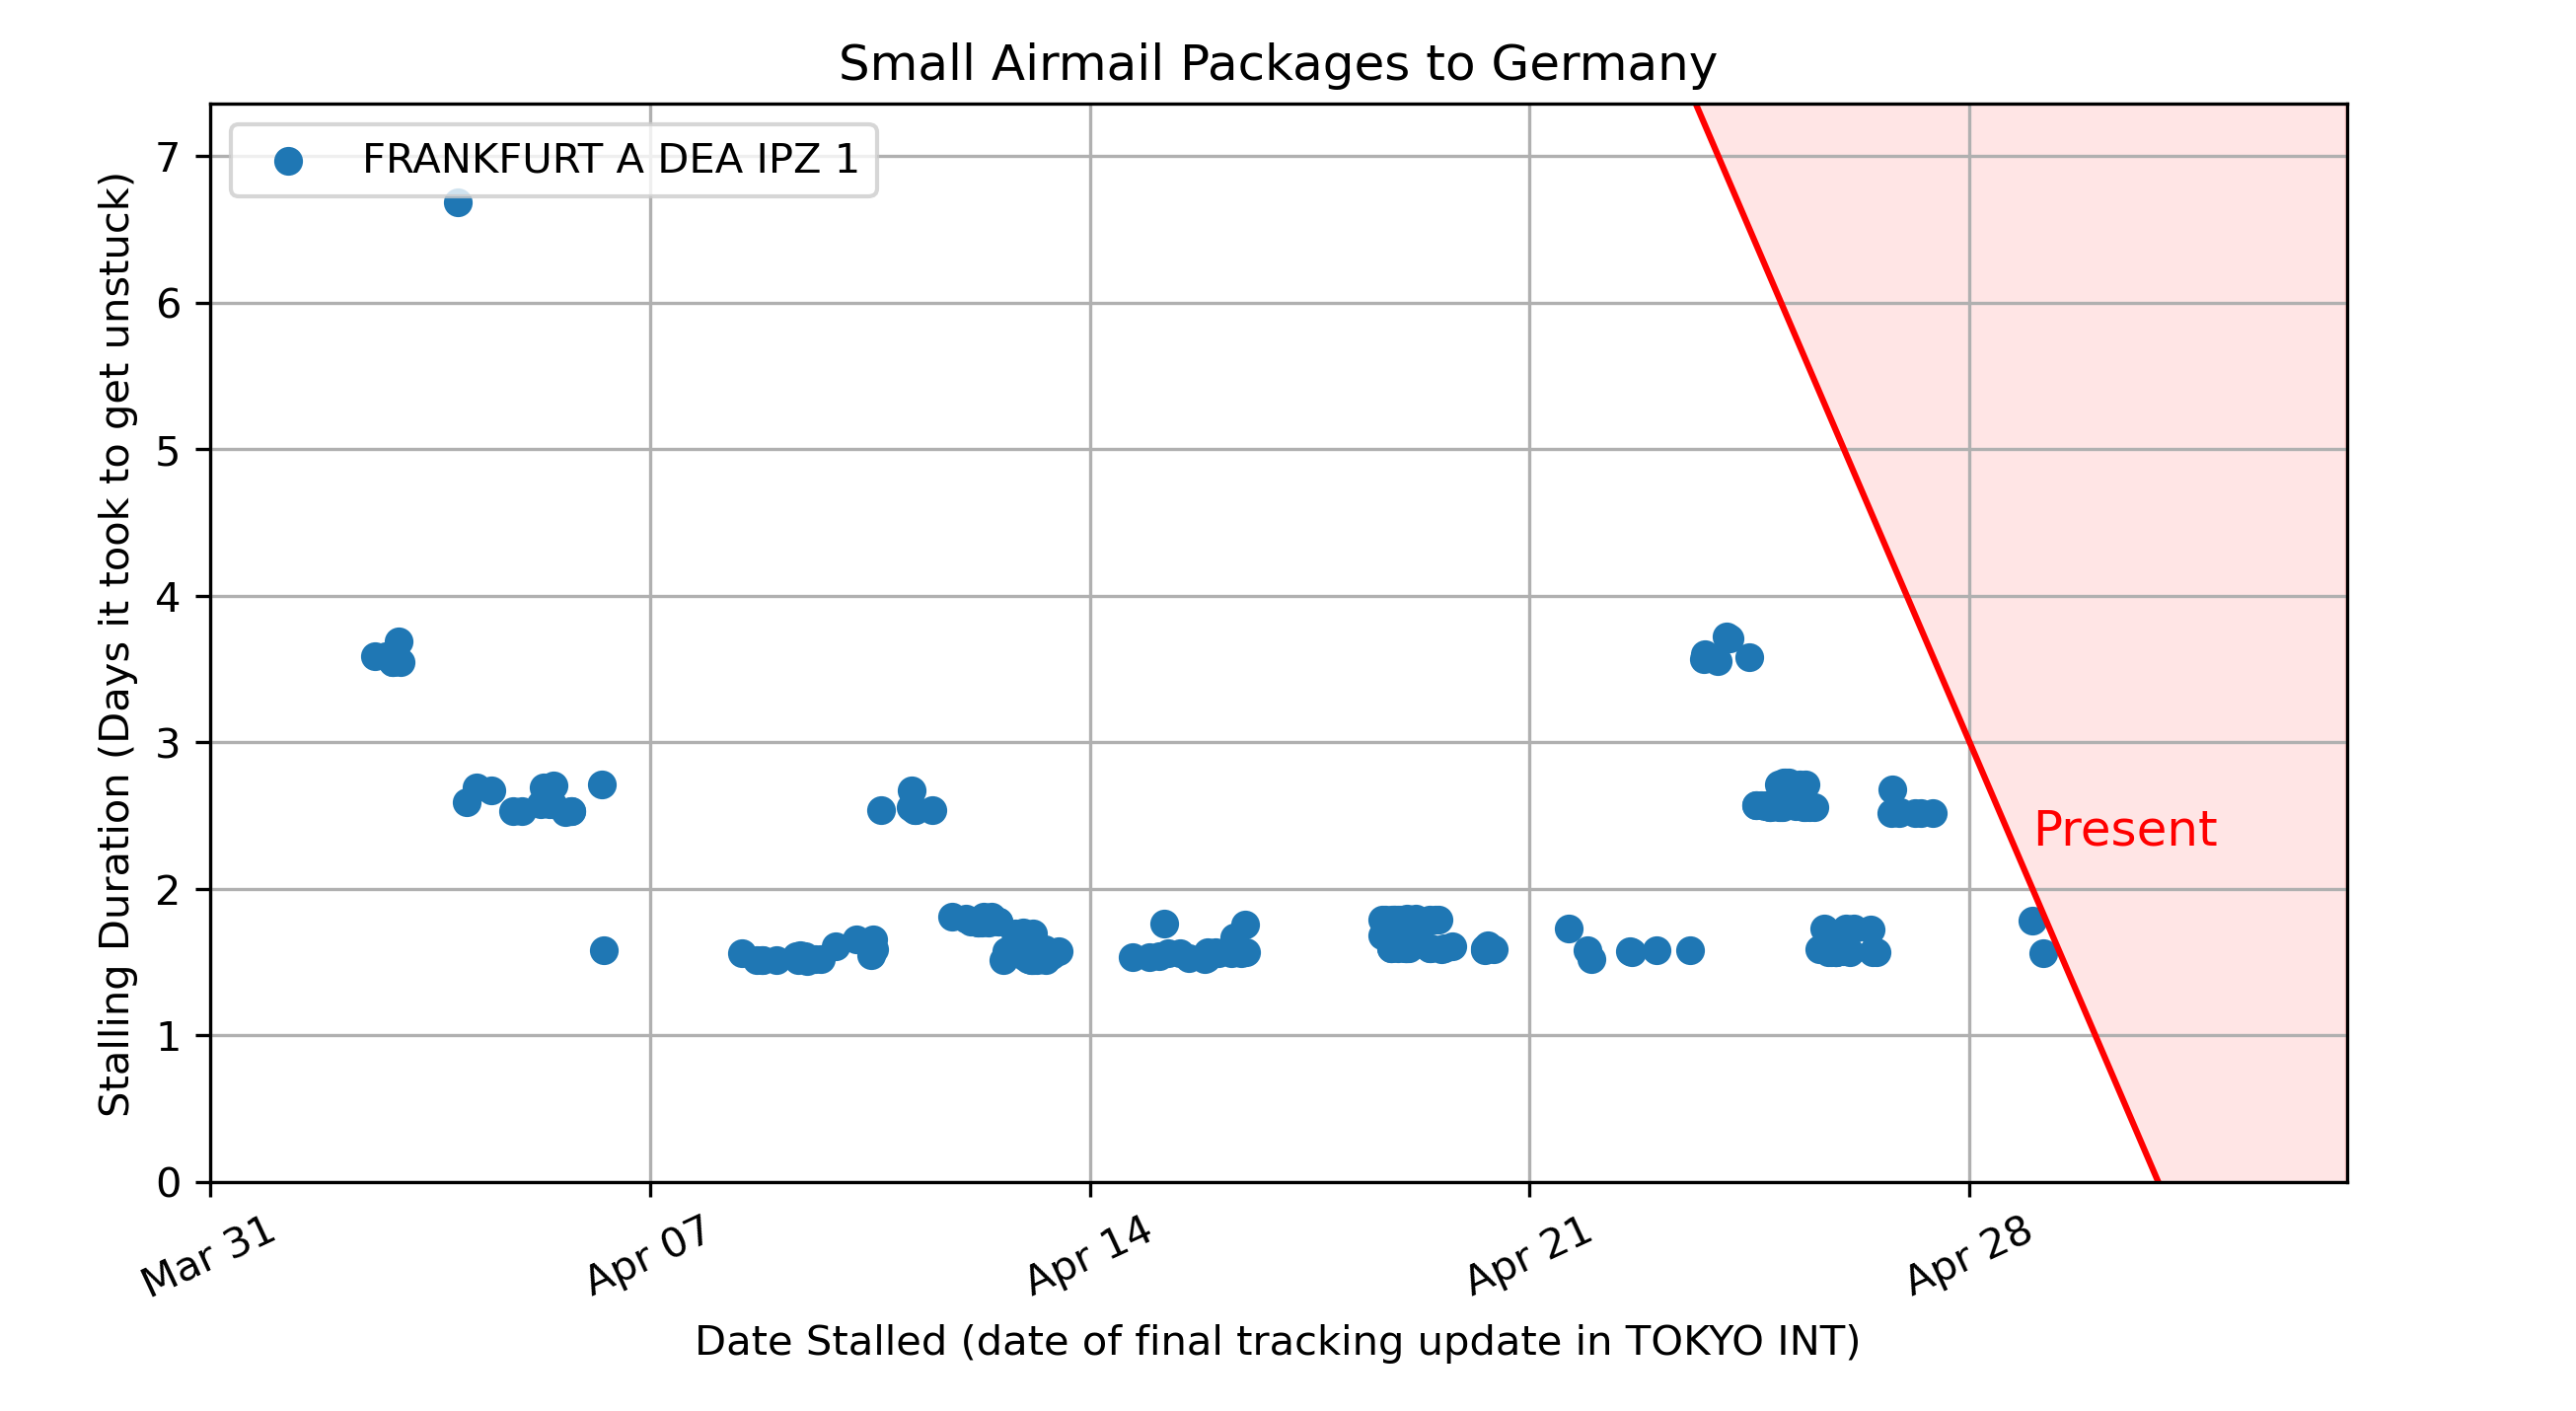 Small Airmail Packages to Germany
FRANKFURT A DEA IPZ 1
Stalling Duration (Days it took to get unstuck)
7
6
5
4
3
2
1
0
Present
Mar 31
Apr 07
Apr 14
Apr 21
Apr 28
Date Stalled (date of final tracking update in TOKYO INT)